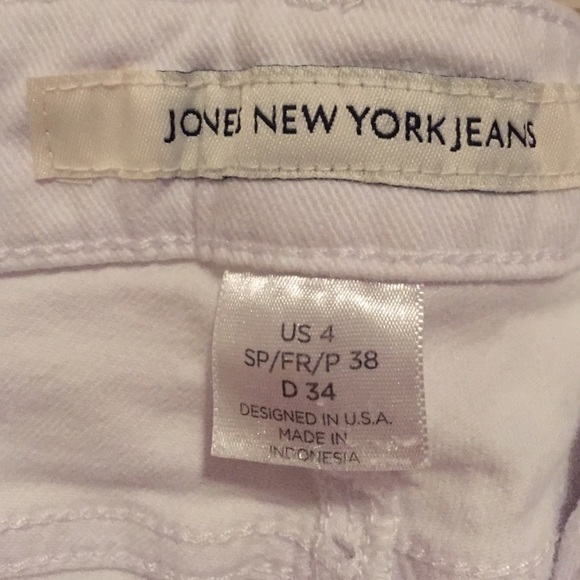 JONES NEW YORK JEANS
US 4
SP/FR/P 38
D 34
DESIGNED IN U.S.A.
MADE IN
INDONESIA